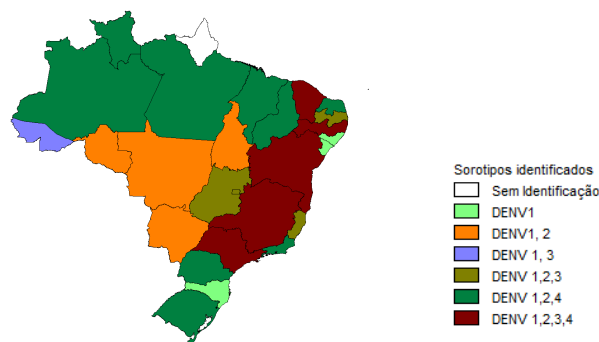 Sorotipos identificados
Sem Identificação
DENV1
DENV1, 2
DENV 1, 3
DENV 1,2,3
DENV 1,2,4
DENV 1,2,3,4